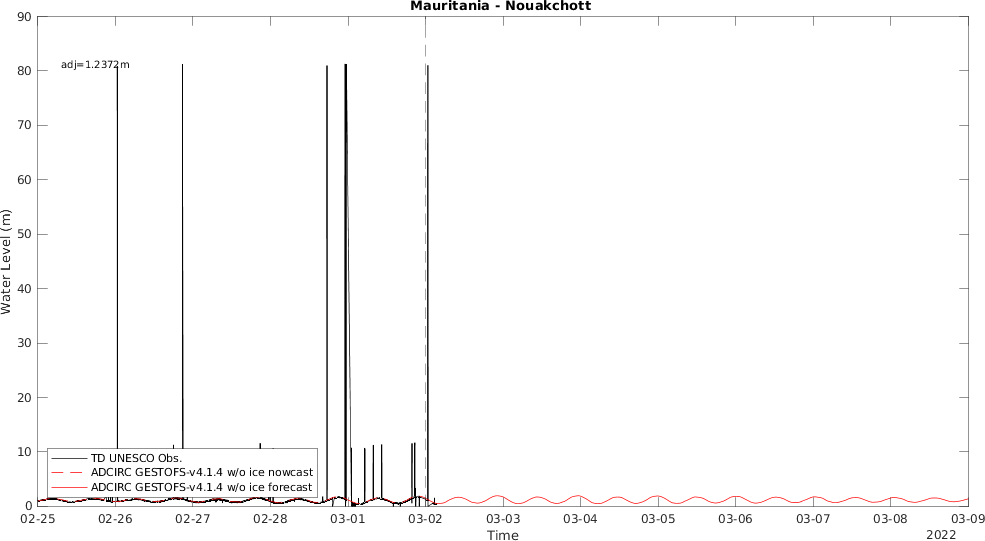 Mauritania - Nouakchott
adj=1.2372m
Water Level (m)
90
80
70
60
50
40
30
20
10
0
TD UNESCO Obs.
ADCIRC GESTOFS-v4.1.4 w/o ice nowcast
ADCIRC GESTOFS-v4.1.4 w/o ice forecast
02-25 02-26 02-27 02-28 03-01 03-02 03-03 03-04 03-05 03-06 03-07 03-08 03-09
Time
2022